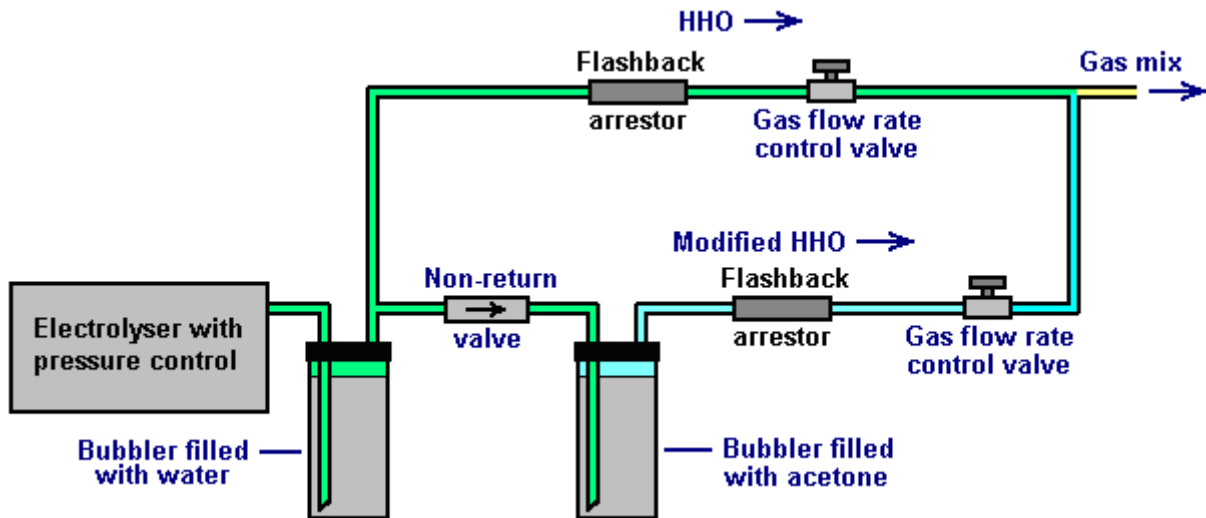 HHO
Flashback
arrestor
Gas flow rate
control valve
Gas mix
Modified HHO
Flashback
arrestor
Gas flow rate
control valve
Non-return
valve
Electrolyser with
pressure control
Bubbler filled
with water
Bubbler filled
with acetone